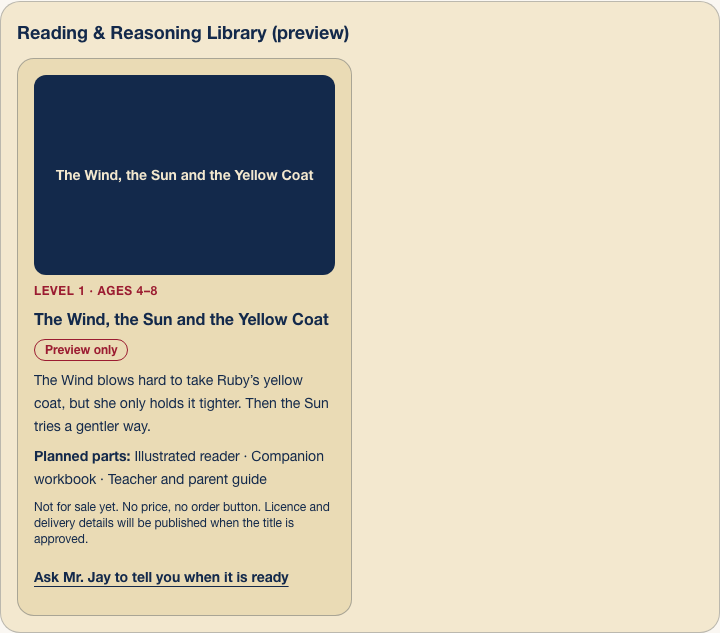 Reading & Reasoning Library (preview)
The Wind, the Sun and the Yellow Coat
LEVEL 1 · AGES 4–8
The Wind, the Sun and the Yellow Coat
Preview only
The Wind blows hard to take Ruby’s yellow
coat, but she only holds it tighter. Then the Sun
tries a gentler way.
Planned parts: Illustrated reader · Companion
workbook · Teacher and parent guide
Not for sale yet. No price, no order button. Licence and
delivery details will be published when the title is
approved.
Ask Mr. Jay to tell you when it is ready